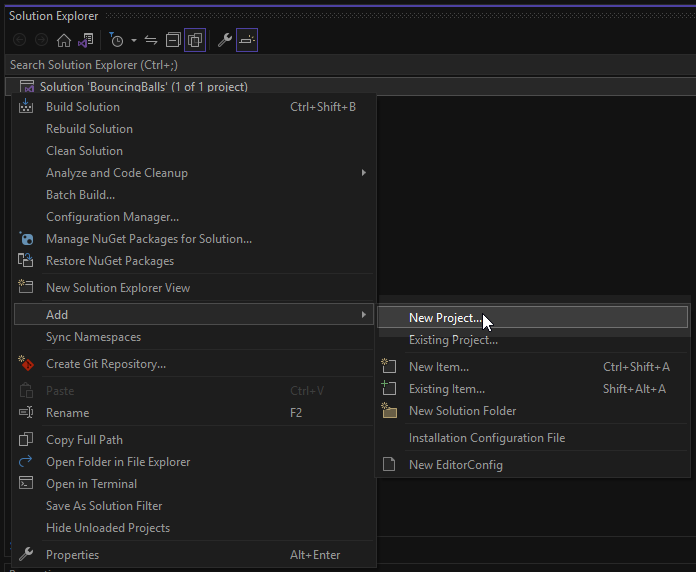 Solution Explorer
Search Solution Explorer (Ctrl+;)
Solution 'BouncingBalls' (1 of 1 project)
Build Solution Ctrl+Shift+B
Rebuild Solution
Clean Solution
Analyze and Code Cleanup
Batch Build...
Configuration Manager...
Manage NuGet Packages for Solution...
Restore NuGet Packages
New Solution Explorer View
Add
Sync Namespaces
Create Git Repository...
Paste Ctrl+V
Rename F2
Copy Full Path
Open Folder in File Explorer
Open in Terminal
Save As Solution Filter
Hide Unloaded Projects
Properties Alt+Enter
New Project...
Existing Project...
New Item... Ctrl+Shift+A
Existing Item... Shift+Alt+A
New Solution Folder
Installation Configuration File
New EditorConfig